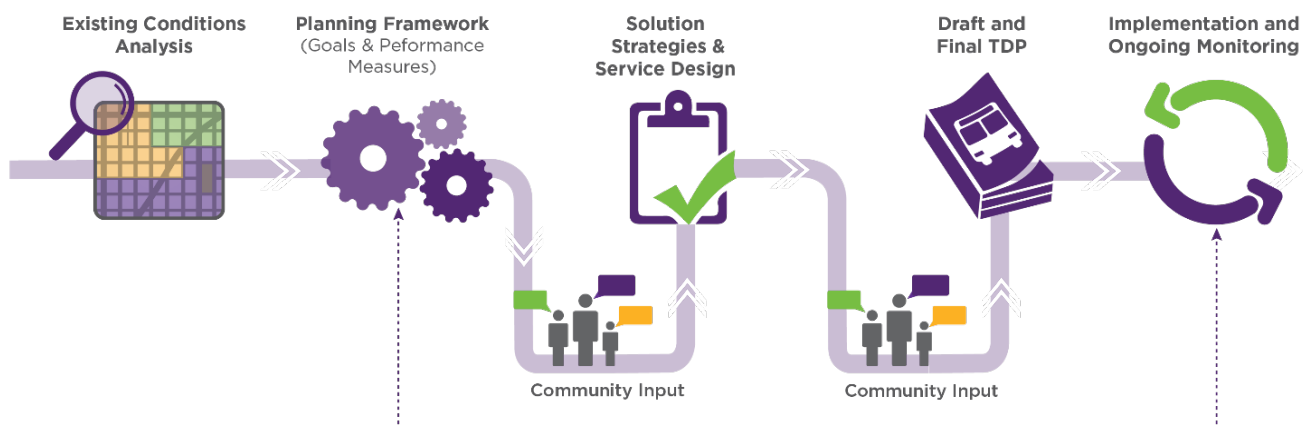 Existing Conditions
Analysis
Planning Framework
(Goals & Peformance
Measures)
Solution
Strategies &
Service Design
Draft and
Final TDP
Implementation and
Ongoing Monitoring
Community Input
Community Input